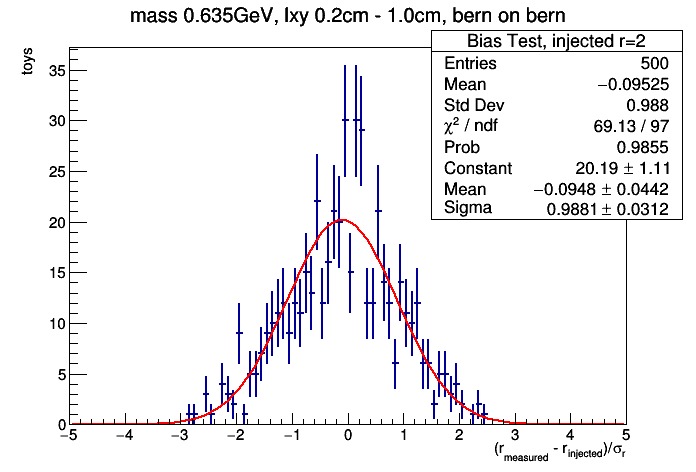 mass 0.635GeV, lxy 0.2cm - 1.0cm, bern on bern
Bias Test, injected r=2
Entries 500
Mean −0.09525
Std Dev 0.988
χ² / ndf 69.13 / 97
Prob 0.9855
Constant 20.19 ± 1.11
Mean −0.0948 ± 0.0442
Sigma 0.9881 ± 0.0312
toys
35
30
25
20
15
10
5
0
−5 −4 −3 −2 −1 0 1 2 3 4 5
(r_measured - r_injected)/σ_r